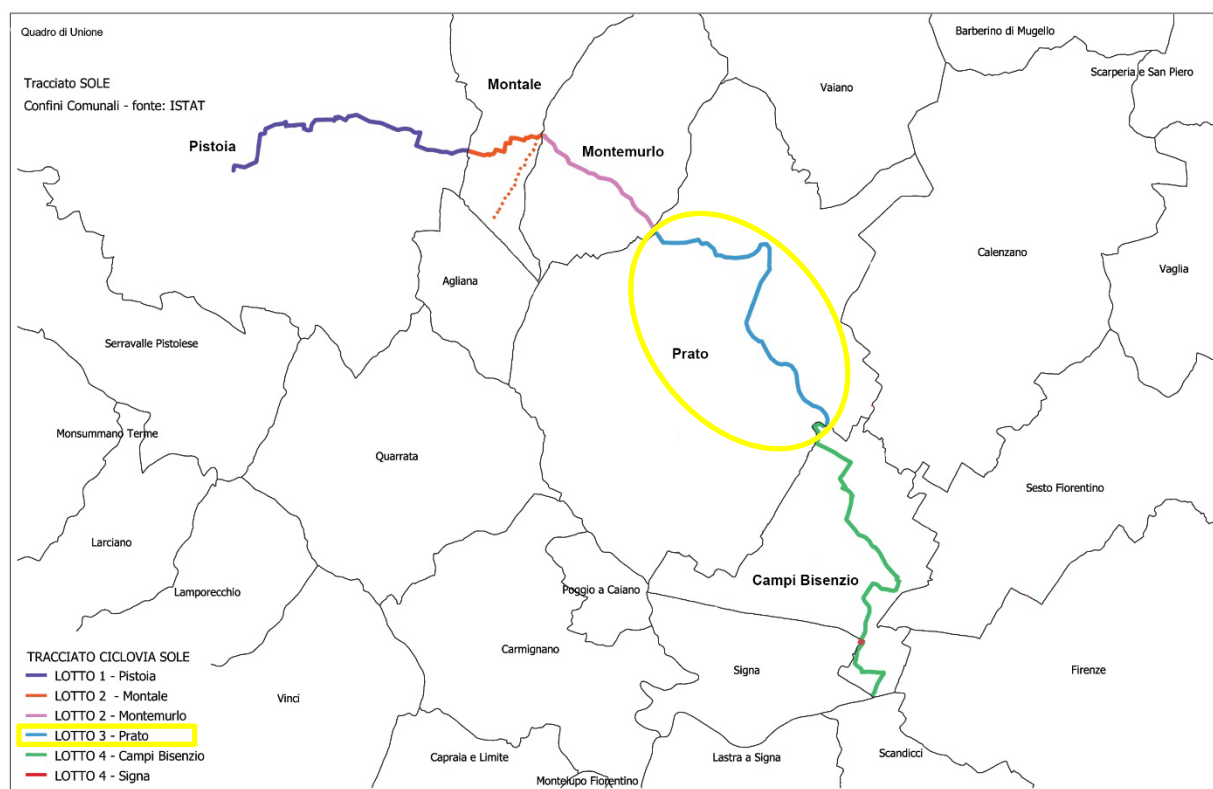 Quadro di Unione
Barberino di Mugello
Scarperia e San Piero
Tracciato SOLE
Montale
Vaiano
Confini Comunali - fonte: ISTAT
Pistoia
Montemurlo
Calenzano
Vaglia
Agliana
Serravalle Pistoiese
Prato
Monsummano Terme
Quarrata
Sesto Fiorentino
Larciano
Lamporecchio
Poggio a Caiano
Campi Bisenzio
Carmignano
Signa
Firenze
Vinci
TRACCIATO CICLOVIA SOLE
LOTTO 1 - Pistoia
LOTTO 2 - Montale
LOTTO 2 - Montemurlo
LOTTO 3 - Prato
LOTTO 4 - Campi Bisenzio
LOTTO 4 - Signa
Capraia e Limite
Montelupo Fiorentino
Lastra a Signa
Scandicci